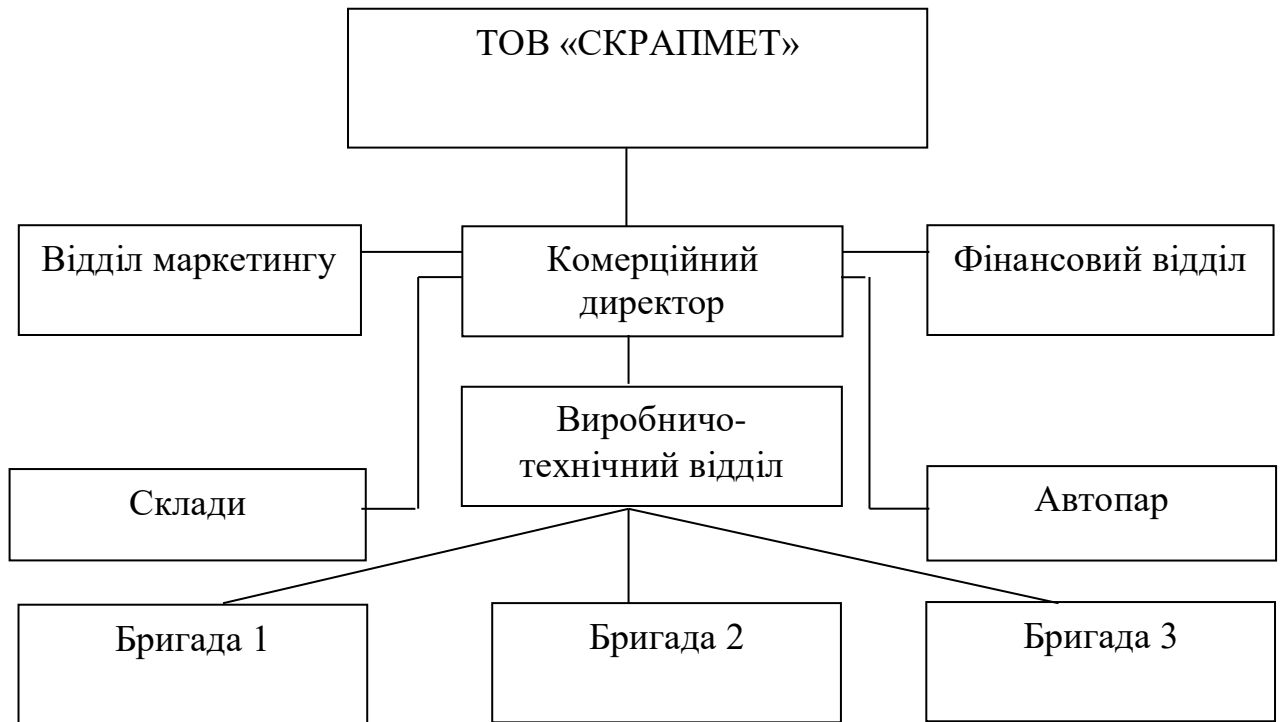 ТОВ «СКРАПМЕТ»
Відділ маркетингу
Комерційний
директор
Фінансовий відділ
Виробничо-
технічний відділ
Склади
Автопар
Бригада 1
Бригада 2
Бригада 3